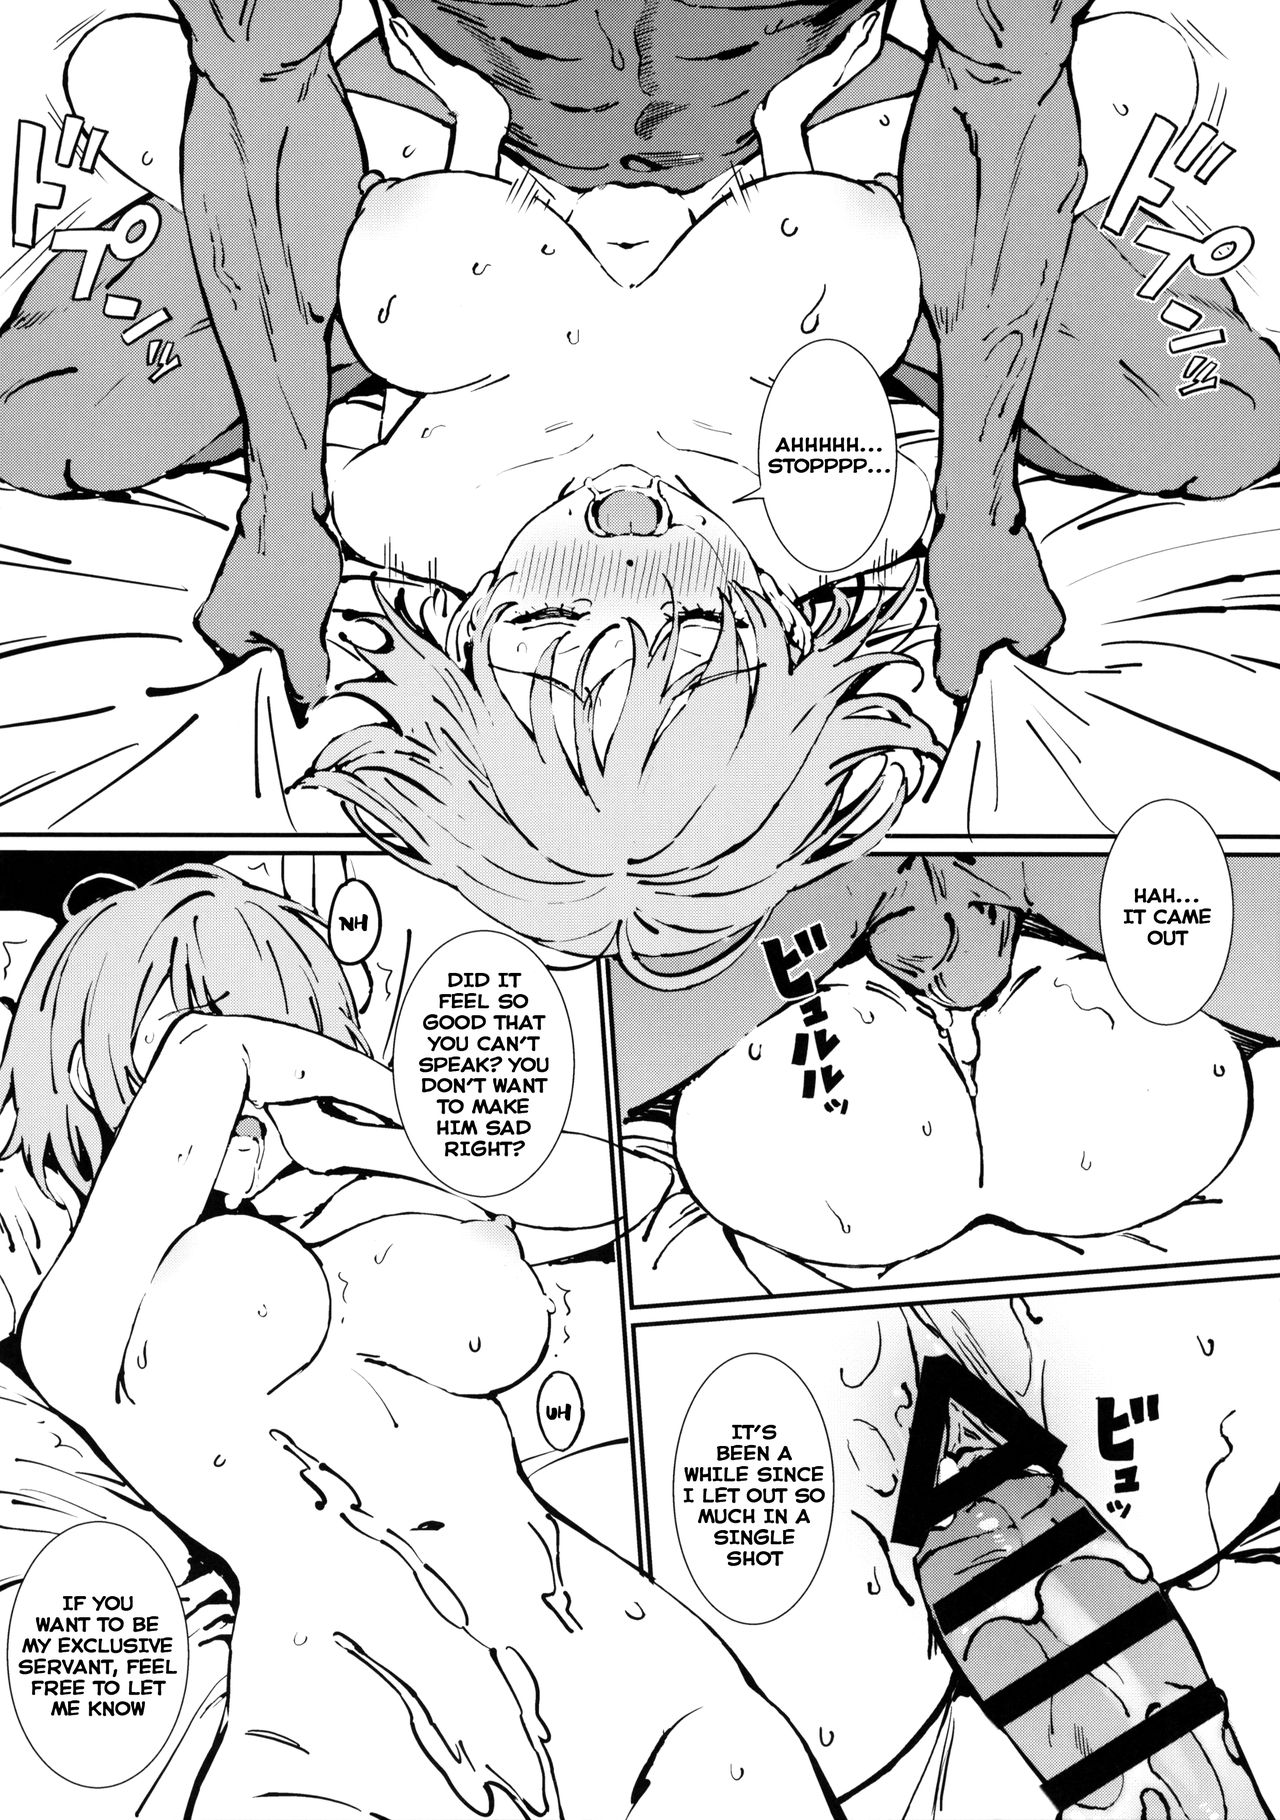 ドプンッ
ドプンッ
AHHHHH...
STOPPPP...
HAH...
IT CAME
OUT
ビュルルルッ
NH
DID IT
FEEL SO
GOOD THAT
YOU CAN'T
SPEAK? YOU
DON'T WANT
TO MAKE
HIM SAD
RIGHT?
ビュッ
IT'S
BEEN A
WHILE SINCE
I LET OUT SO
MUCH IN A
SINGLE
SHOT
UH
IF YOU
WANT TO BE
MY EXCLUSIVE
SERVANT, FEEL
FREE TO LET
ME KNOW